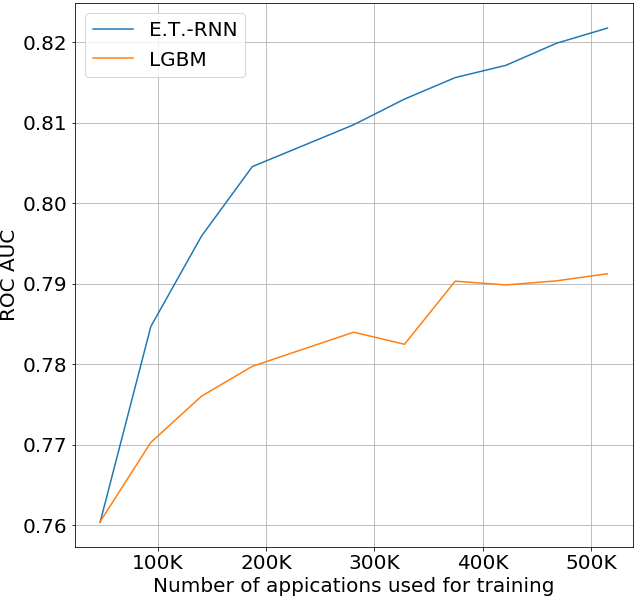 E.T.-RNN
LGBM
0.82
0.81
0.80
0.79
0.78
0.77
0.76
ROC AUC
100K 200K 300K 400K 500K
Number of appications used for training